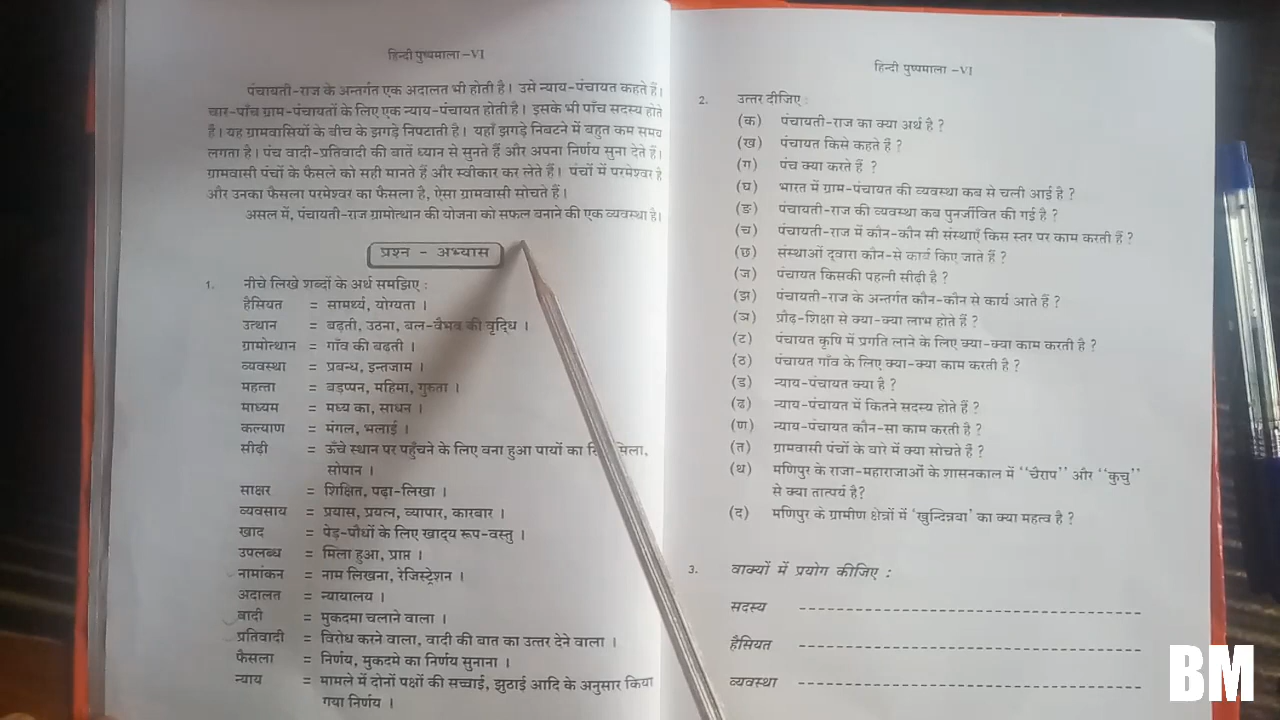 हिन्दी पुष्पमाला -VI
पंचायती-राज के अन्तर्गत एक अदालत भी होती है। उसे न्याय-पंचायत कहते हैं।
चार-पाँच ग्राम-पंचायतों के लिए एक न्याय-पंचायत होती है। इसके भी पाँच सदस्य होते
हैं। यह ग्रामवासियों के बीच के झगड़े निपटाती है। यहाँ झगड़े निबटने में बहुत कम समय
लगता है। पंच वादी-प्रतिवादी की बातें ध्यान से सुनते हैं और अपना निर्णय सुना देते हैं।
ग्रामवासी पंचों के फैसले को सही मानते हैं और स्वीकार कर लेते हैं। पंचों में परमेश्वर है
और उनका फैसला परमेश्वर का फैसला है, ऐसा ग्रामवासी सोचते हैं।
असल में, पंचायती-राज ग्रामोत्थान की योजना को सफल बनाने की एक व्यवस्था है।
प्रश्न - अभ्यास
1. नीचे लिखे शब्दों के अर्थ समझिए :
हैसियत = सामर्थ्य, योग्यता ।
उत्थान = बढ़ती, उठना, बल-वैभव की वृद्धि ।
ग्रामोत्थान = गाँव की बढ़ती ।
व्यवस्था = प्रबन्ध, इन्तजाम ।
महत्ता = बड़प्पन, महिमा, गुरुता ।
माध्यम = मध्य का, साधन ।
कल्याण = मंगल, भलाई ।
सीढ़ी = ऊँचे स्थान पर पहुँचने के लिए बना हुआ पायों का
सोपान ।
साक्षर = शिक्षित, पढ़ा-लिखा ।
व्यवसाय = प्रयास, प्रयत्न, व्यापार, कारबार ।
खाद = पेड़-पौधों के लिए खाद्य रूप-वस्तु ।
उपलब्ध = मिला हुआ, प्राप्त ।
नामांकन = नाम लिखना, रेजिस्ट्रेशन ।
अदालत = न्यायालय ।
वादी = मुकदमा चलाने वाला ।
प्रतिवादी = विरोध करने वाला, वादी की बात का उत्तर देने वाला ।
फैसला = निर्णय, मुकदमे का निर्णय सुनाना ।
न्याय = मामले में दोनों पक्षों की सच्चाई, झुठाई आदि के अनुसार किया
गया निर्णय ।
हिन्दी पुष्पमाला -VI
2. उत्तर दीजिए :
(क) पंचायती-राज का क्या अर्थ है ?
(ख) पंचायत किसे कहते हैं ?
(ग) पंच क्या करते हैं ?
(घ) भारत में ग्राम-पंचायत की व्यवस्था कब से चली आई है ?
(ङ) पंचायती-राज की व्यवस्था कब पुनर्जीवित की गई है ?
(च) पंचायती-राज में कौन-कौन सी संस्थाएँ किस स्तर पर काम करती हैं ?
(छ) संस्थाओं द्वारा कौन-से कार्य किए जाते हैं ?
(ज) पंचायत किसकी पहली सीढ़ी है ?
(झ) पंचायती-राज के अन्तर्गत कौन-कौन से कार्य आते हैं ?
(ञ) प्रौढ़-शिक्षा से क्या-क्या लाभ होते हैं ?
(ट) पंचायत कृषि में प्रगति लाने के लिए क्या-क्या काम करती है ?
(ठ) पंचायत गाँव के लिए क्या-क्या काम करती है ?
(ड) न्याय-पंचायत क्या है ?
(ढ) न्याय-पंचायत में कितने सदस्य होते हैं ?
(ण) न्याय-पंचायत कौन-सा काम करती है ?
(त) ग्रामवासी पंचों के बारे में क्या सोचते हैं ?
(थ) मणिपुर के राजा-महाराजाओं के शासनकाल में "चैराप" और "कुचु"
से क्या तात्पर्य है?
(द) मणिपुर के ग्रामीण क्षेत्रों में 'खुन्दिन्नबा' का क्या महत्व है ?
3. वाक्यों में प्रयोग कीजिए :
सदस्य
हैसियत
व्यवस्था
BM